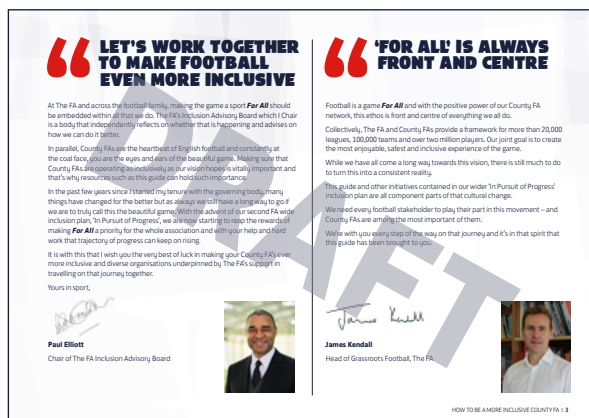 LET'S WORK TOGETHER
TO MAKE FOOTBALL
EVEN MORE INCLUSIVE
At The FA and across the football family, making the game a sport For All should
be embedded within all that we do. The FA's Inclusion Advisory Board which I Chair
is a body that independently reflects on whether that is happening and advises on
how we can do it better.
In parallel, County FAs are the heartbeat of English football and constantly at
the coal face, you are the eyes and ears of the beautiful game. Making sure that
County FAs are operating as inclusively as our vision hopes is vitally important and
that's why resources such as this guide can hold such importance.
In the past few years since I started my tenure with the governing body, many
things have changed for the better but as always we still have a long way to go if
we are to truly call this the beautiful game. With the advent of our second FA wide
inclusion plan, 'In Pursuit of Progress', we are now starting to reap the rewards of
making For All a priority for the whole association and with your help and hard
work that trajectory of progress can keep on rising.
It is with this that I wish you the very best of luck in making your County FA's ever
more inclusive and diverse organisations underpinned by The FA's support in
travelling on that journey together.
Yours in sport,
Paul Elliott
Chair of The FA Inclusion Advisory Board
'FOR ALL' IS ALWAYS
FRONT AND CENTRE
Football is a game For All and with the positive power of our County FA
network, this ethos is front and centre of everything we all do.
Collectively, The FA and County FAs provide a framework for more than 20,000
leagues, 100,000 teams and over two million players. Our joint goal is to create
the most enjoyable, safest and inclusive experience of the game.
While we have all come a long way towards this vision, there is still much to do
to turn this into a consistent reality.
This guide and other initiatives contained in our wider 'In Pursuit of Progress'
inclusion plan are all component parts of that cultural change.
We need every football stakeholder to play their part in this movement – and
County FAs are among the most important of them.
We're with you every step of the way on that journey and it's in that spirit that
this guide has been brought to you.
James Kendall
James Kendall
Head of Grassroots Football, The FA
DRAFT
HOW TO BE A MORE INCLUSIVE COUNTY FA | 3